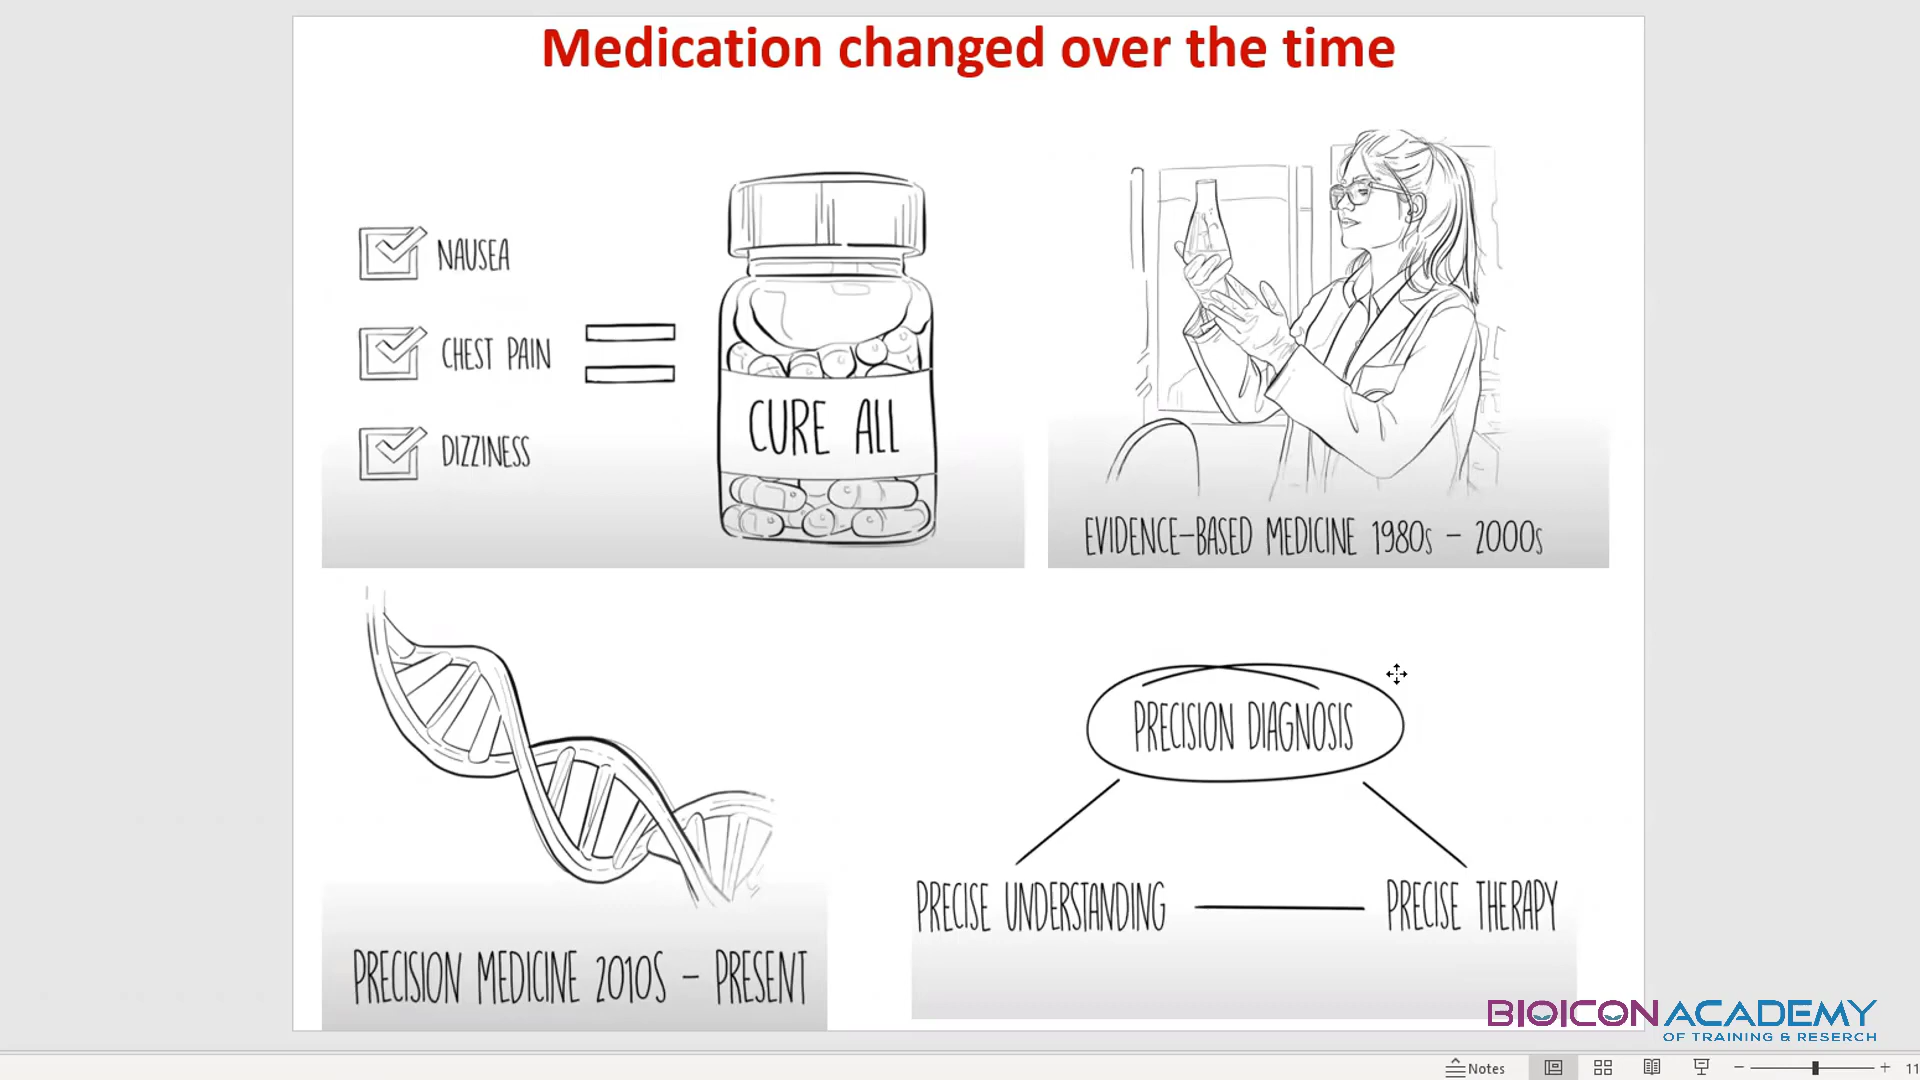 Medication changed over the time
NAUSEA
CHEST PAIN
DIZZINESS
CURE ALL
EVIDENCE-BASED MEDICINE 1980s - 2000s
PRECISION MEDICINE 2010S - PRESENT
PRECISION DIAGNOSIS
PRECISE UNDERSTANDING
PRECISE THERAPY
BIOICON ACADEMY
OF TRAINING & RESERCH
Notes
11